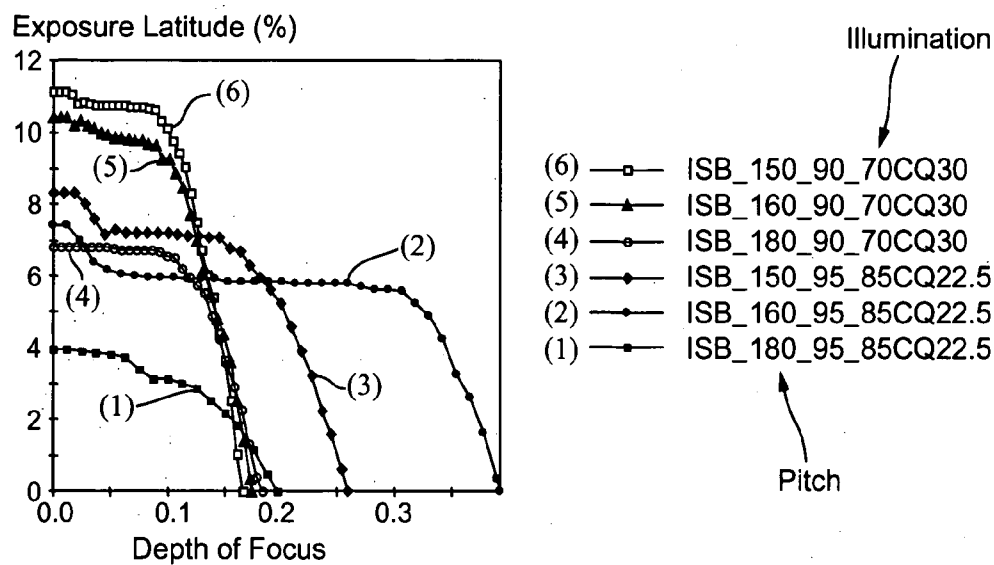 Exposure Latitude (%)
Illumination
12
10
8
6
4
2
0
0.0 0.1 0.2 0.3
Depth of Focus
(6)
(5)
(2)
(4)
(3)
(1)
(6) ISB_150_90_70CQ30
(5) ISB_160_90_70CQ30
(4) ISB_180_90_70CQ30
(3) ISB_150_95_85CQ22.5
(2) ISB_160_95_85CQ22.5
(1) ISB_180_95_85CQ22.5
Pitch